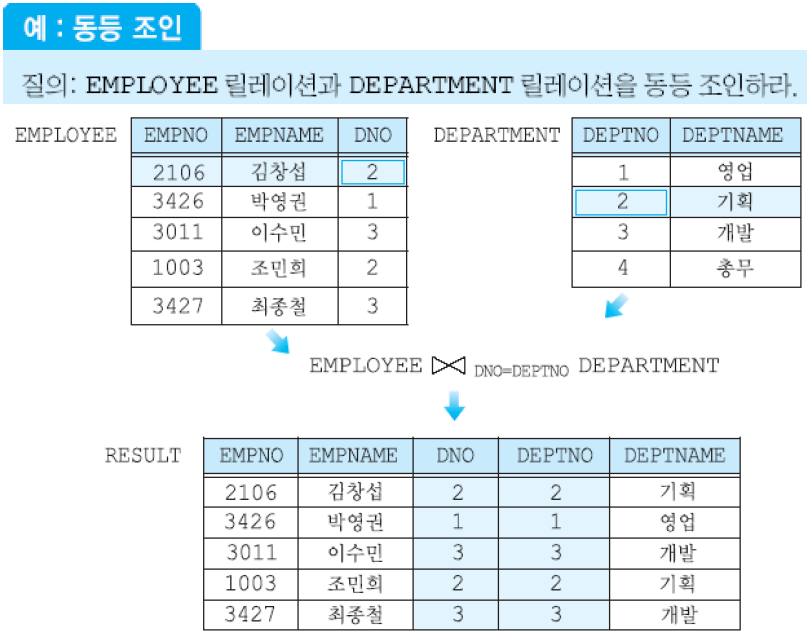 예 : 동등 조인
질의: EMPLOYEE 릴레이션과 DEPARTMENT 릴레이션을 동등 조인하라.
EMPLOYEE
EMPNO EMPNAME DNO
2106 김창섭 2
3426 박영권 1
3011 이수민 3
1003 조민희 2
3427 최종철 3
DEPARTMENT
DEPTNO DEPTNAME
1 영업
2 기획
3 개발
4 총무
EMPLOYEE ⋈ DNO=DEPTNO DEPARTMENT
RESULT
EMPNO EMPNAME DNO DEPTNO DEPTNAME
2106 김창섭 2 2 기획
3426 박영권 1 1 영업
3011 이수민 3 3 개발
1003 조민희 2 2 기획
3427 최종철 3 3 개발